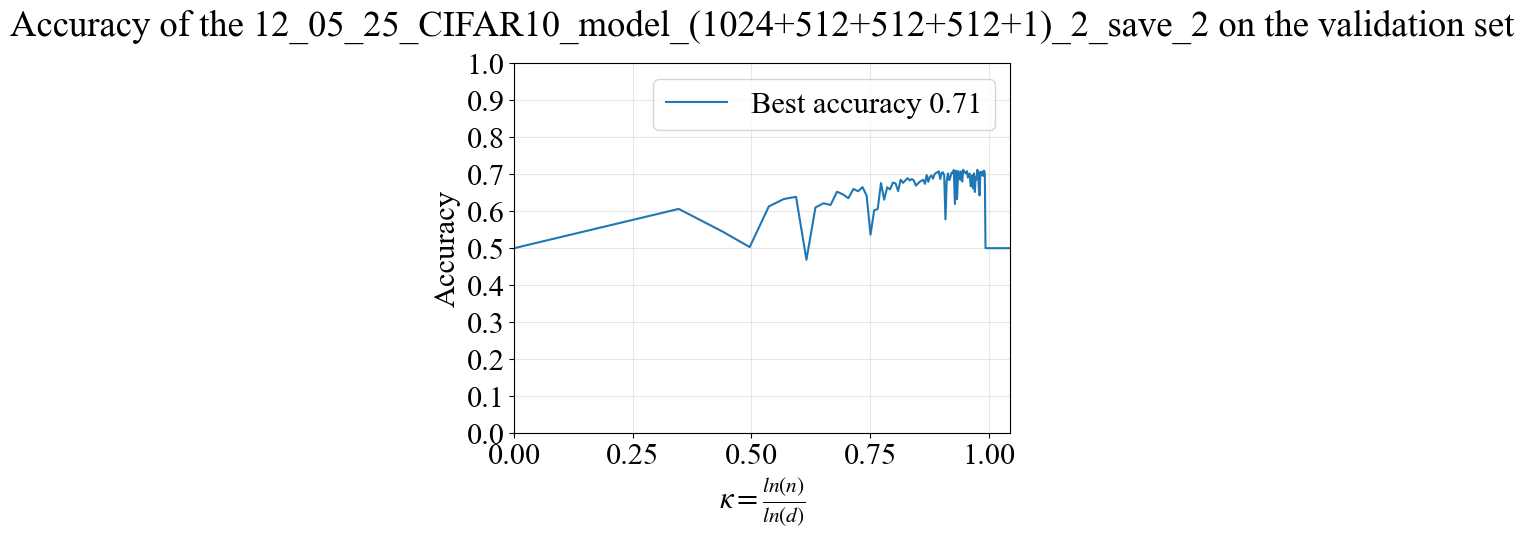 Accuracy of the 12_05_25_CIFAR10_model_(1024+512+512+512+1)_2_save_2 on the validation set
Best accuracy 0.71
Accuracy
1.0
0.9
0.8
0.7
0.6
0.5
0.4
0.3
0.2
0.1
0.0
0.00 0.25 0.50 0.75 1.00
κ = ln(n) / ln(d)